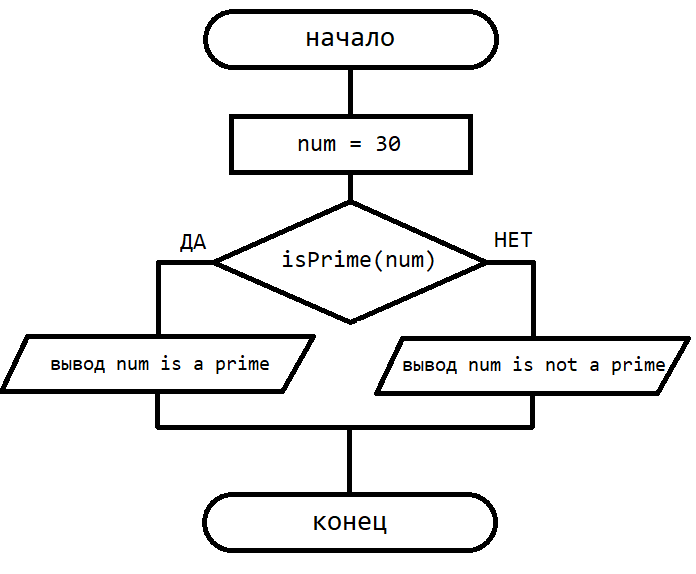 начало
num = 30
ДА
НЕТ
isPrime(num)
вывод num is a prime
вывод num is not a prime
конец